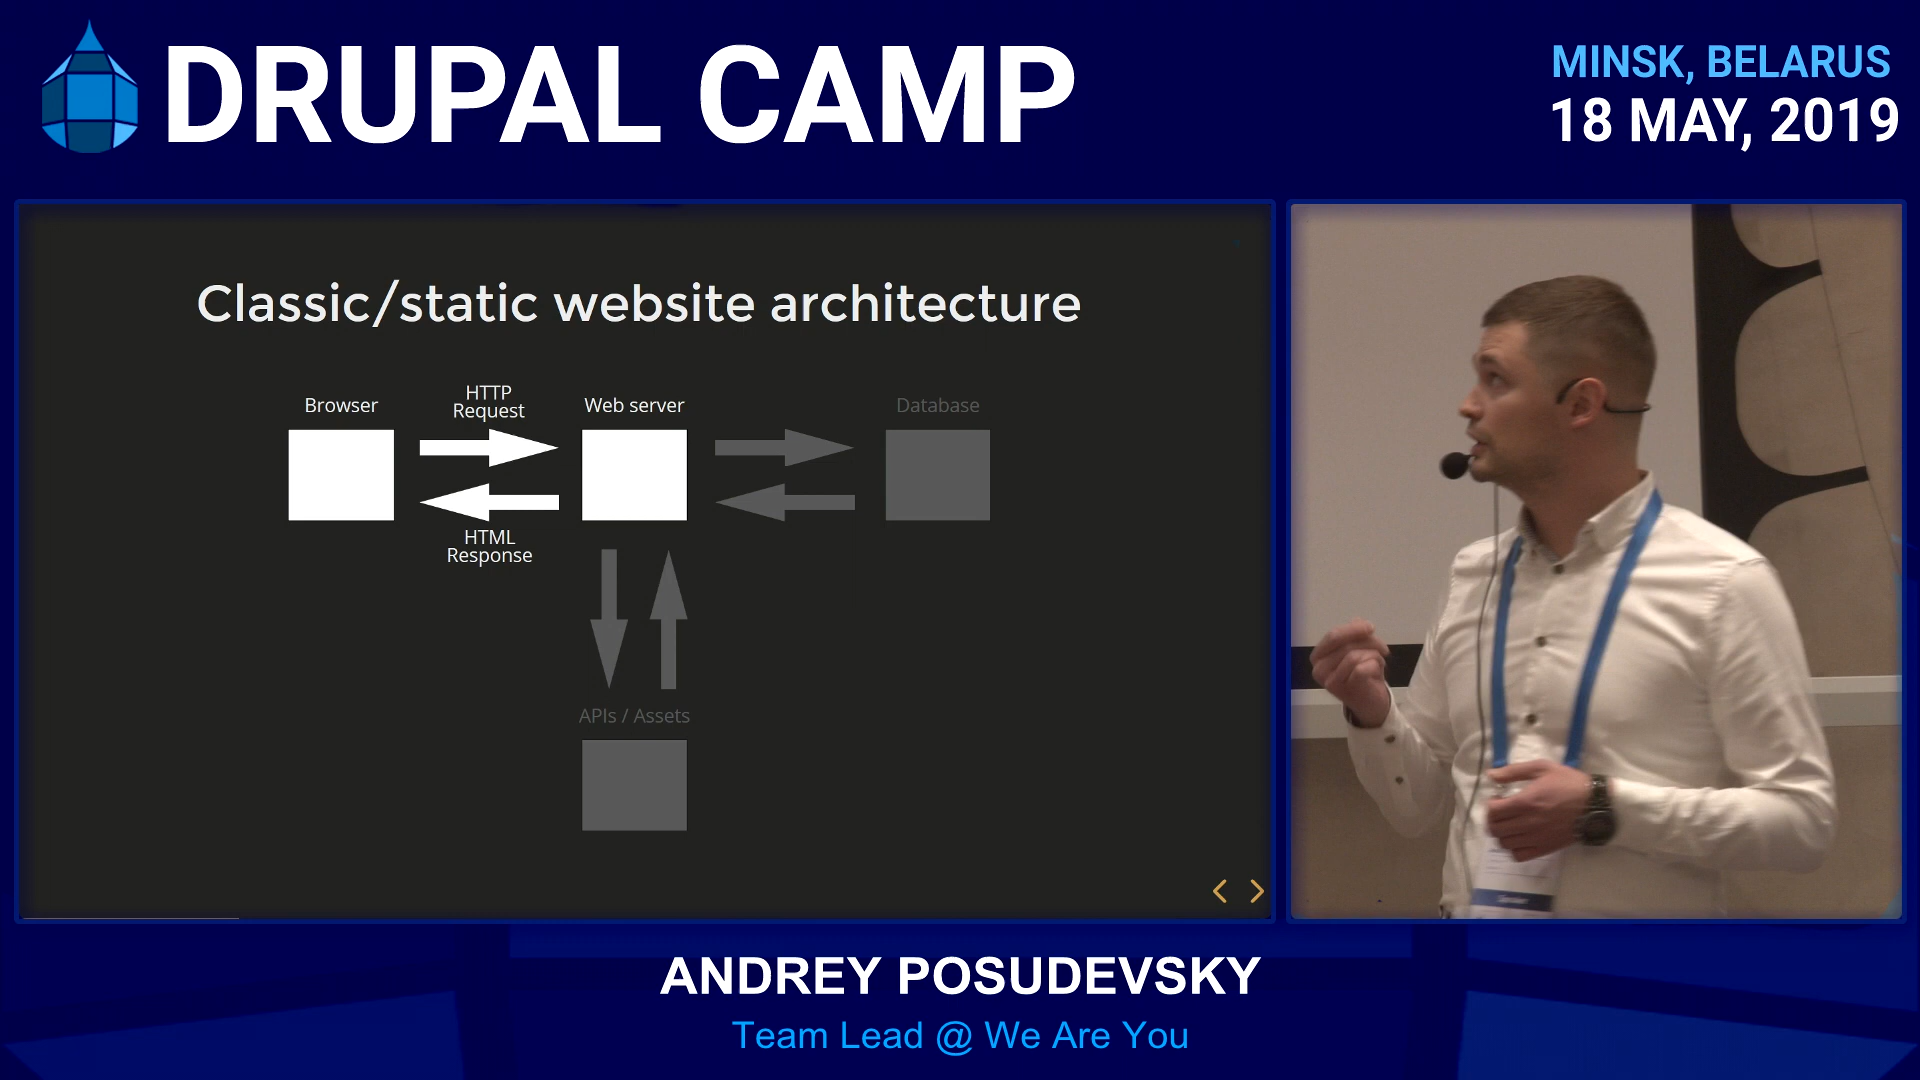 DRUPAL CAMP
MINSK, BELARUS
18 MAY, 2019
Classic/static website architecture
Browser
HTTP
Request
Web server
Database
HTML
Response
APIs / Assets
ANDREY POSUDEVSKY
Team Lead @ We Are You